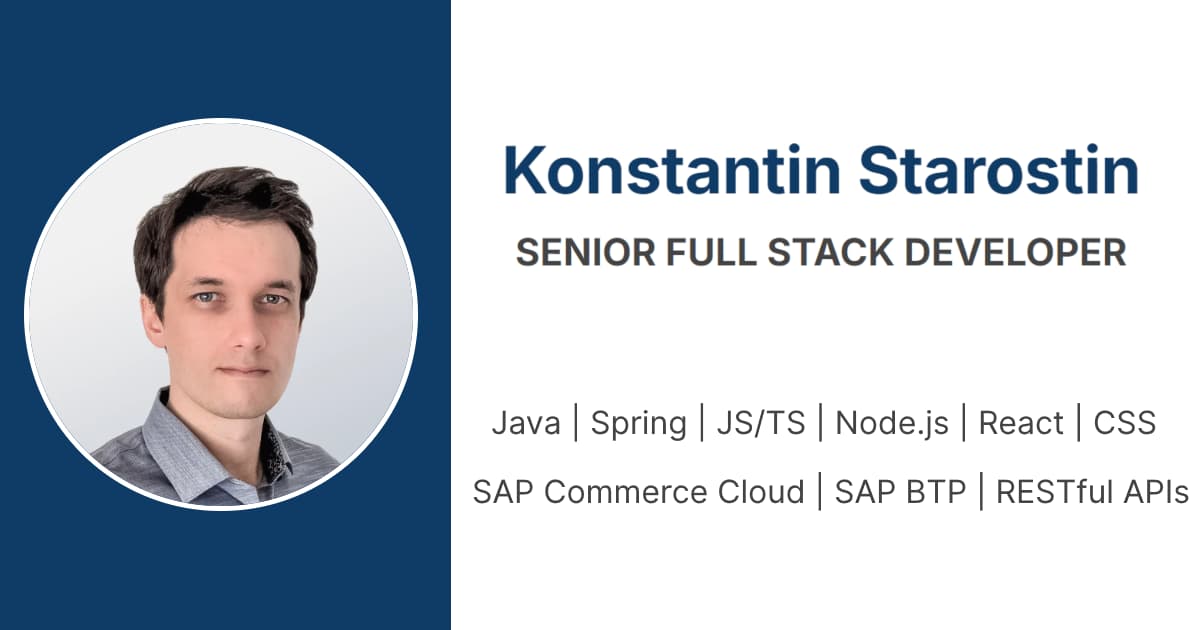 Konstantin Starostin
SENIOR FULL STACK DEVELOPER
Java | Spring | JS/TS | Node.js | React | CSS
SAP Commerce Cloud | SAP BTP | RESTful APIs